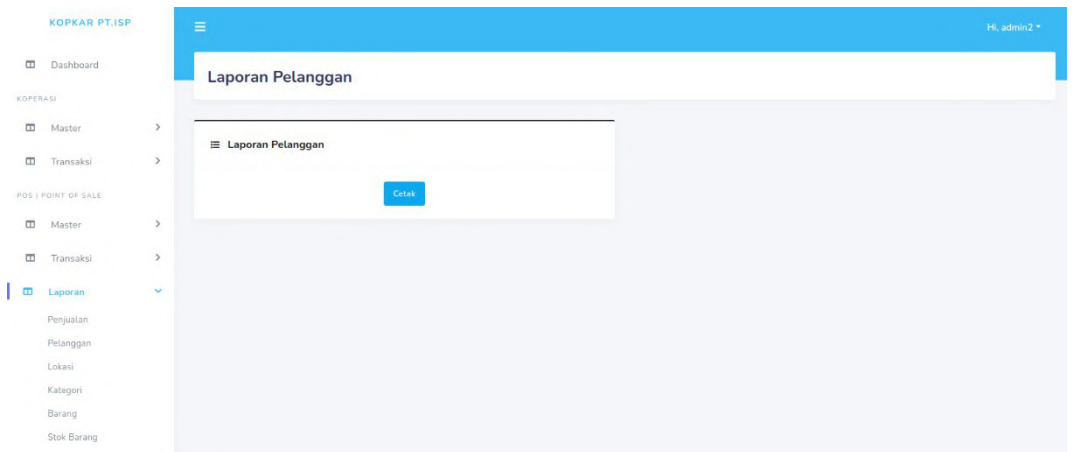 KOPKAR PT.ISP
Hi, admin2
Dashboard
Laporan Pelanggan
KOPERASI
Master
Laporan Pelanggan
Transaksi
POS | POINT OF SALE
Cetak
Master
Transaksi
Laporan
Penjualan
Pelanggan
Lokasi
Kategori
Barang
Stok Barang